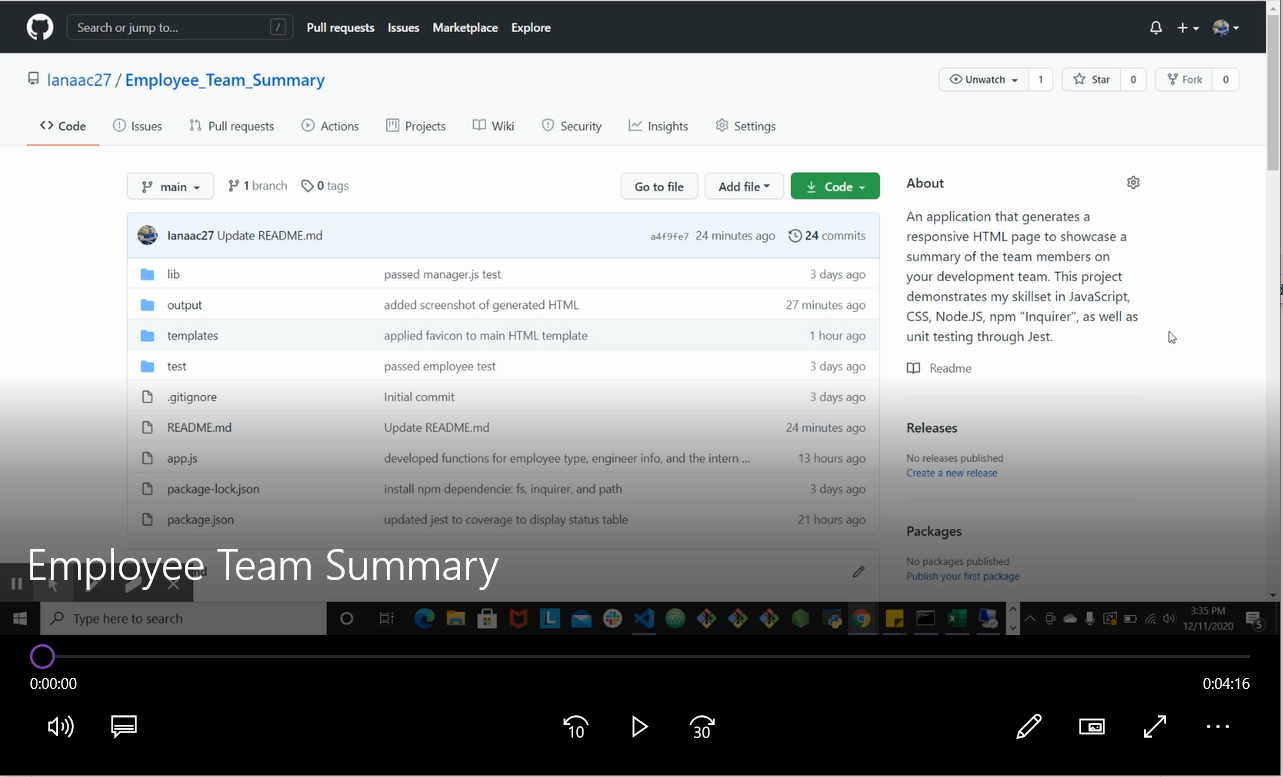 Search or jump to... /
Pull requests Issues Marketplace Explore
lanaac27 / Employee_Team_Summary
Unwatch 1 Star 0 Fork 0
Code Issues Pull requests Actions Projects Wiki Security Insights Settings
main 1 branch 0 tags Go to file Add file Code
lanaac27 Update README.md a4f9fe7 24 minutes ago 24 commits
lib passed manager.js test 3 days ago
output added screenshot of generated HTML 27 minutes ago
templates applied favicon to main HTML template 1 hour ago
test passed employee test 3 days ago
.gitignore Initial commit 3 days ago
README.md Update README.md 24 minutes ago
app.js developed functions for employee type, engineer info, and the intern ... 13 hours ago
package-lock.json install npm dependencie: fs, inquirer, and path 3 days ago
package.json updated jest to coverage to display status table 21 hours ago
About
An application that generates a
responsive HTML page to showcase a
summary of the team members on
your development team. This project
demonstrates my skillset in JavaScript,
CSS, Node.JS, npm "Inquirer", as well as
unit testing through Jest.
Readme
Releases
No releases published
Create a new release
Packages
No packages published
Publish your first package
Employee Team Summary
Type here to search
3:35 PM
12/11/2020
5
0:00:00 0:04:16
10 30